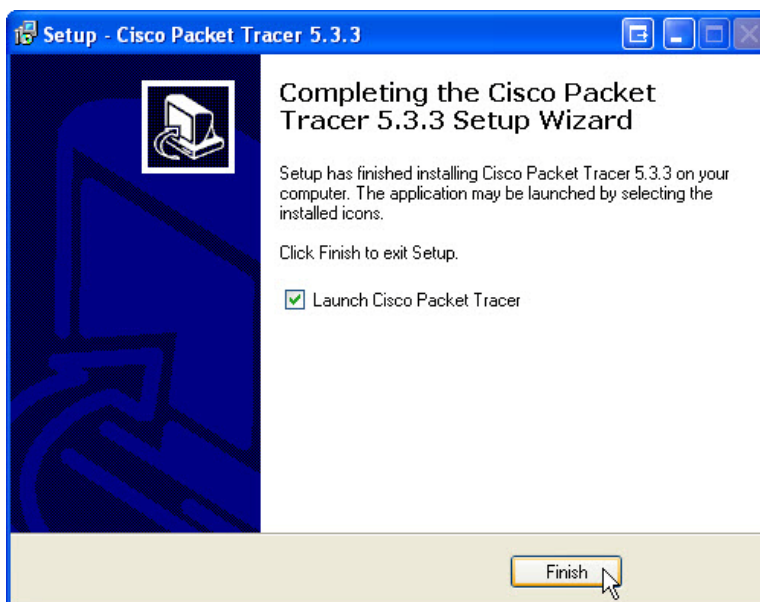 Setup - Cisco Packet Tracer 5.3.3
Completing the Cisco Packet
Tracer 5.3.3 Setup Wizard
Setup has finished installing Cisco Packet Tracer 5.3.3 on your
computer. The application may be launched by selecting the
installed icons.
Click Finish to exit Setup.
Launch Cisco Packet Tracer
Finish